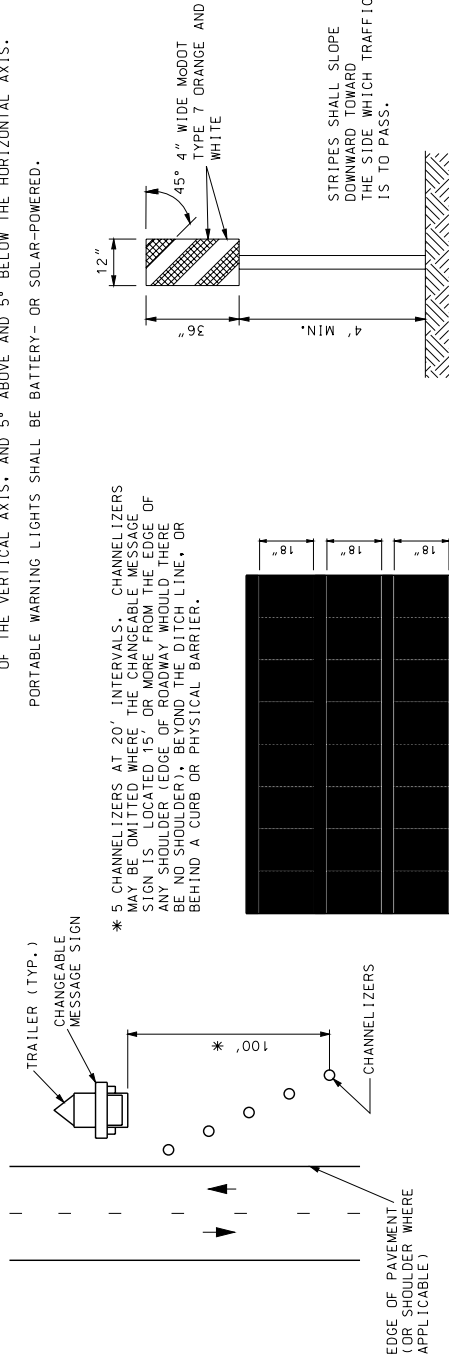 OF THE VERTICAL AXIS, AND 5° ABOVE AND 5° BELOW THE HORIZONTAL AXIS.
PORTABLE WARNING LIGHTS SHALL BE BATTERY- OR SOLAR-POWERED.
TRAILER (TYP.)
CHANGEABLE
MESSAGE SIGN
* 5 CHANNELIZERS AT 20' INTERVALS. CHANNELIZERS
MAY BE OMITTED WHERE THE CHANGEABLE MESSAGE
SIGN IS LOCATED 15' OR MORE FROM THE EDGE OF
ANY SHOULDER (EDGE OF ROADWAY WHOULD THERE
BE NO SHOULDER), BEYOND THE DITCH LINE, OR
BEHIND A CURB OR PHYSICAL BARRIER.
100' *
CHANNELIZERS
EDGE OF PAVEMENT
(OR SHOULDER WHERE
APPLICABLE)
18"
18"
18"
12"
36"
4' MIN.
45° 4" WIDE MoDOT
TYPE 7 ORANGE AND
WHITE
STRIPES SHALL SLOPE
DOWNWARD TOWARD
THE SIDE WHICH TRAFFIC
IS TO PASS.